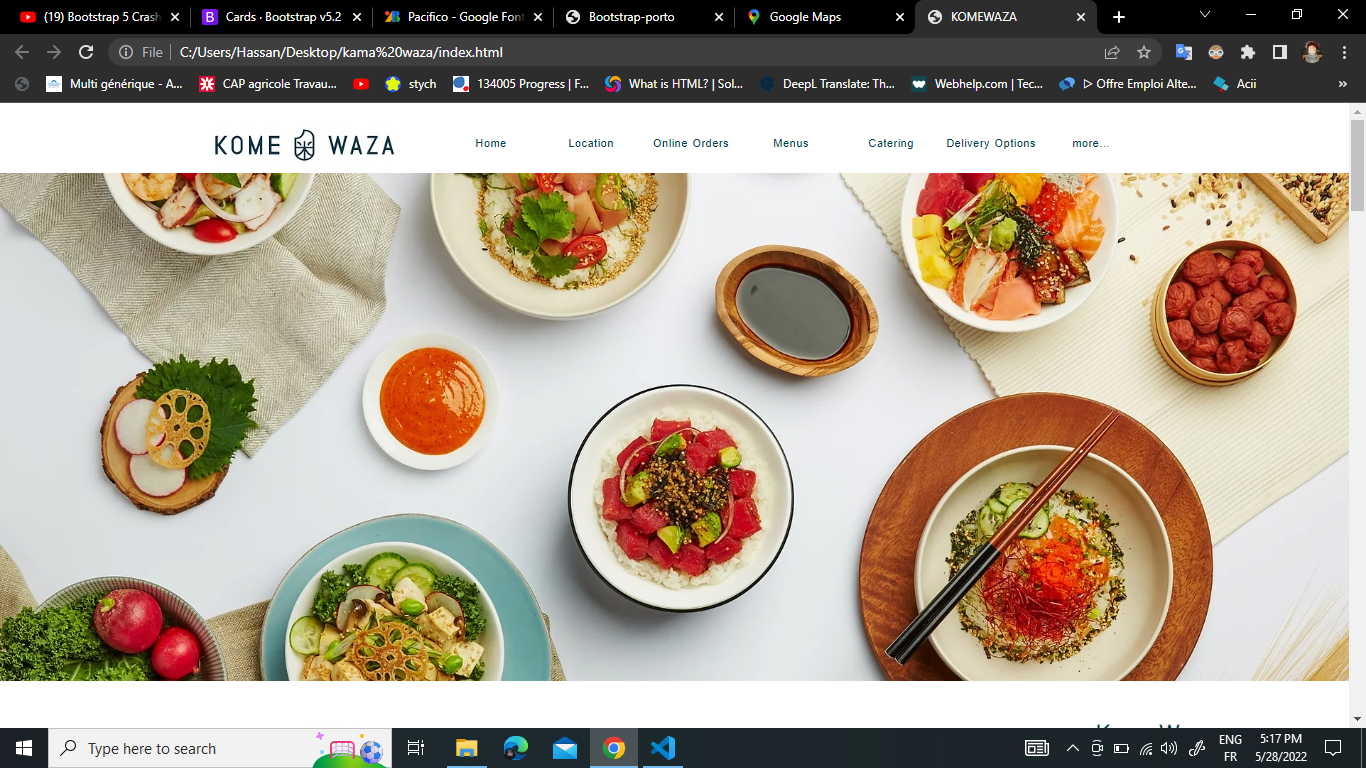 (19) Bootstrap 5 Crash
Cards · Bootstrap v5.2
Pacifico - Google Font
Bootstrap-porto
Google Maps
KOMEWAZA
File
C:/Users/Hassan/Desktop/kama%20waza/index.html
Multi générique - A...
CAP agricole Travau...
stych
134005 Progress | F...
What is HTML? | Sol...
DeepL Translate: Th...
Webhelp.com | Tec...
ᐅ Offre Emploi Alte...
Acii
»
KOME WAZA
Home
Location
Online Orders
Menus
Catering
Delivery Options
more...
Type here to search
ENG
FR
5:17 PM
5/28/2022